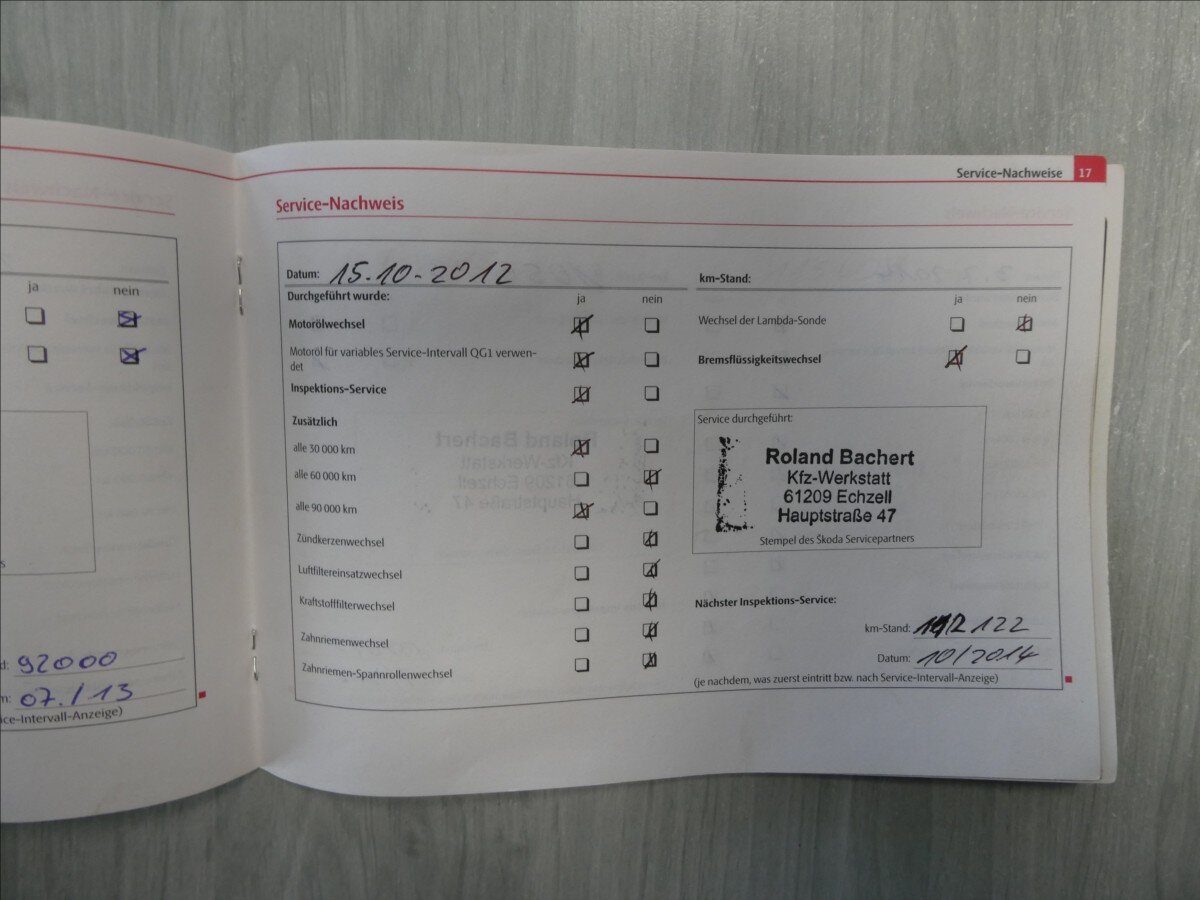 ja nein
d: 92000
m: 07./13
ice-Intervall-Anzeige)
Service-Nachweise 17
Service-Nachweis
Datum: 15.10-2012
Durchgeführt wurde: ja nein
Motorölwechsel
Motoröl für variables Service-Intervall QG1 verwen-
det
Inspektions-Service
Zusätzlich
alle 30 000 km
alle 60 000 km
alle 90 000 km
Zündkerzenwechsel
Luftfiltereinsatzwechsel
Kraftstofffilterwechsel
Zahnriemenwechsel
Zahnriemen-Spannrollenwechsel
km-Stand:
ja nein
Wechsel der Lambda-Sonde
Bremsflüssigkeitswechsel
Service durchgeführt:
Roland Bachert
Kfz-Werkstatt
61209 Echzell
Hauptstraße 47
Stempel des Škoda Servicepartners
Nächster Inspektions-Service:
km-Stand: 122
Datum: 10/2014
(je nachdem, was zuerst eintritt bzw. nach Service-Intervall-Anzeige)